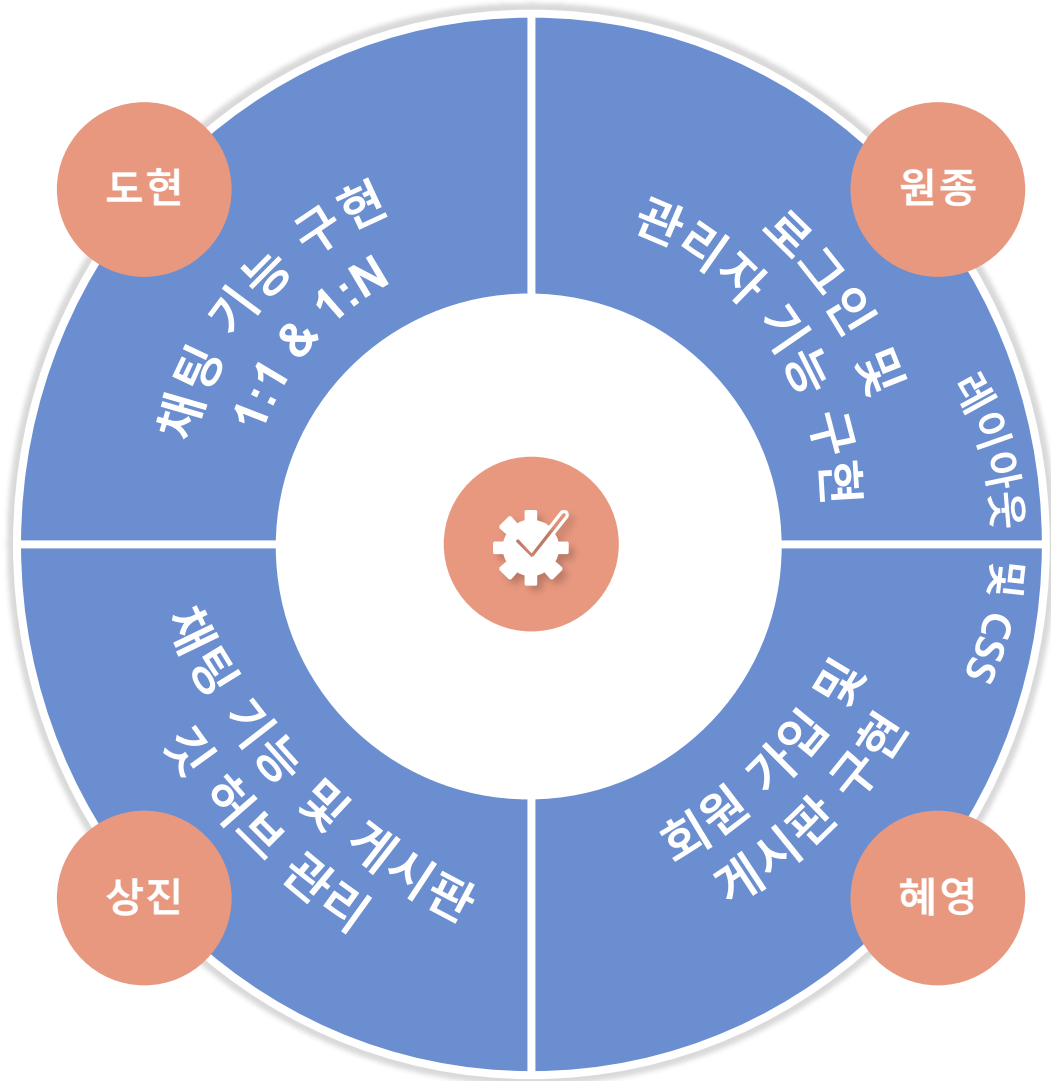 도현
채팅 기능 구현
1:1 & 1:N
원종
로그인 및
관리자 기능 구현
레이아웃 및 CSS
상진
채팅 기능 및 게시판
깃 허브 관리
혜영
회원 가입 및
게시판 구현